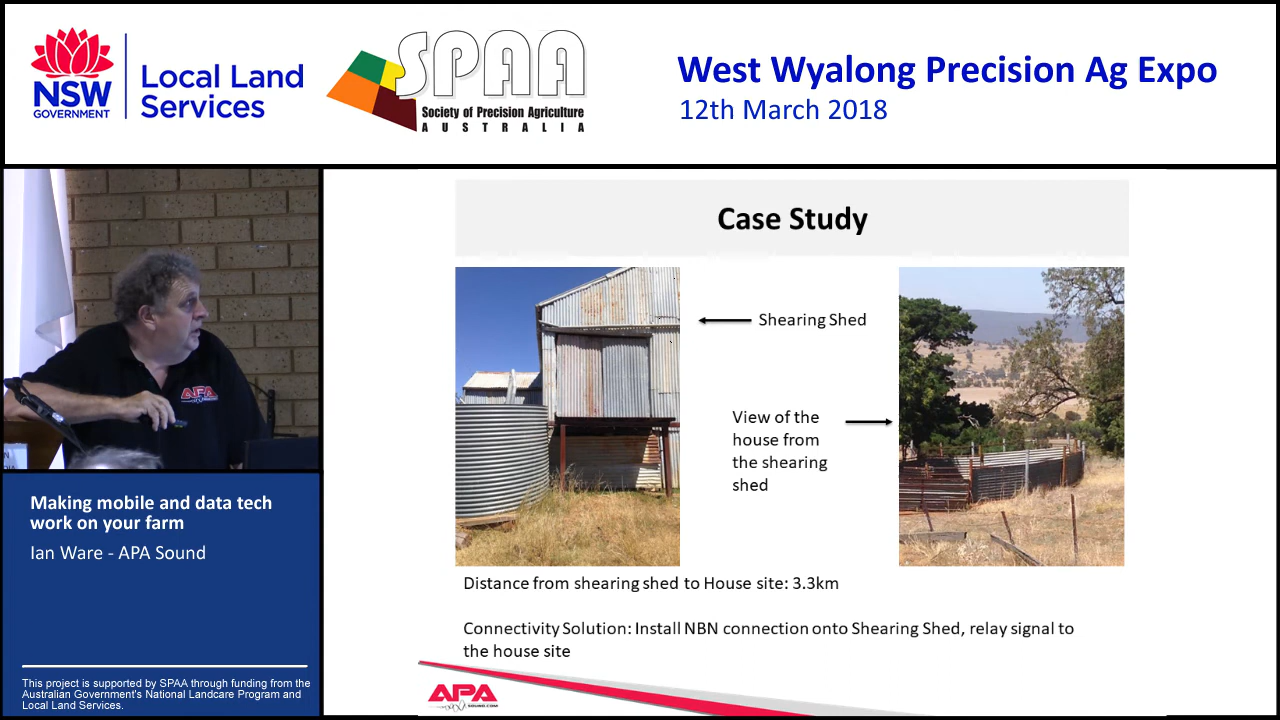 NSW
GOVERNMENT
Local Land
Services
SPAA
Society of Precision Agriculture
AUSTRALIA
West Wyalong Precision Ag Expo
12th March 2018
APA
Case Study
Shearing Shed
View of the
house from
the shearing
shed
Distance from shearing shed to House site: 3.3km
Connectivity Solution: Install NBN connection onto Shearing Shed, relay signal to
the house site
APA
SOUND.COM
Making mobile and data tech
work on your farm
Ian Ware - APA Sound
This project is supported by SPAA through funding from the
Australian Government's National Landcare Program and
Local Land Services.